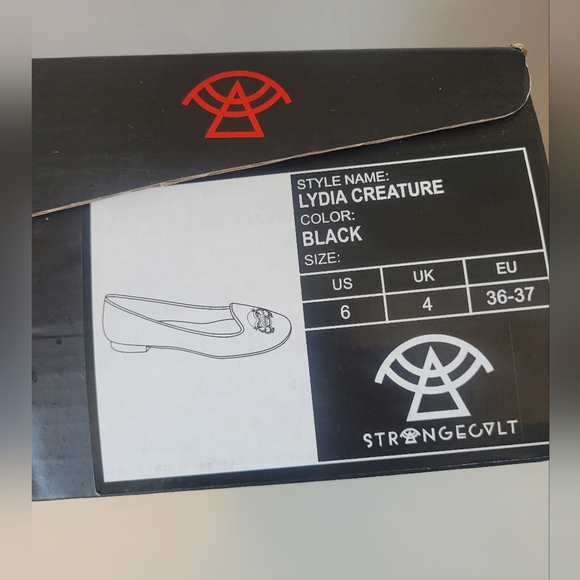 STYLE NAME:
LYDIA CREATURE
COLOR:
BLACK
SIZE:
US UK EU
6 4 36-37
STRANGECVLT